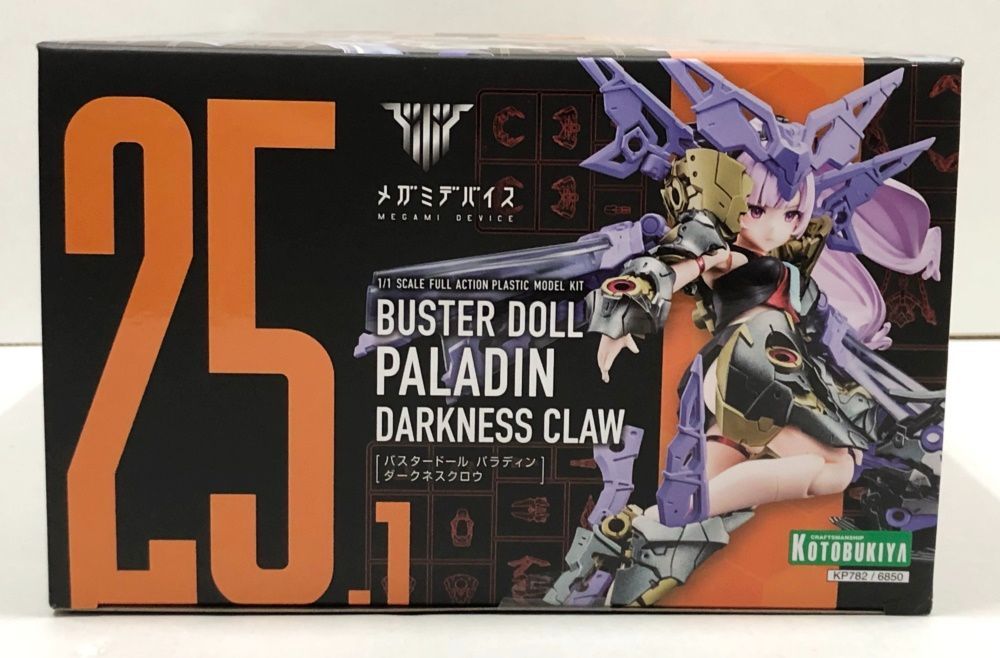 25.1
メガミデバイス
MEGAMI DEVICE
1/1 SCALE FULL ACTION PLASTIC MODEL KIT
BUSTER DOLL
PALADIN
DARKNESS CLAW
[バスタードール パラディン
ダークネスクロウ]
CRAFTSMANSHIP
KOTOBUKIYA
KP782 / 6850